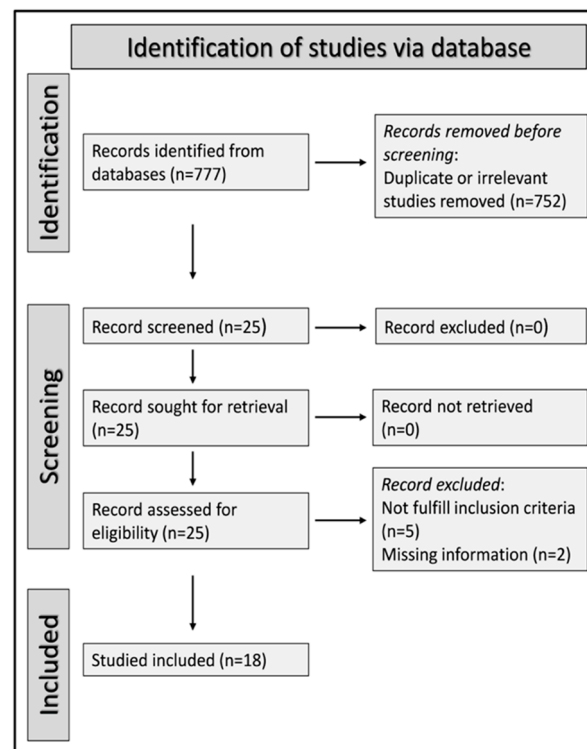 Identification of studies via database
Identification
Records identified from
databases (n=777)
Records removed before
screening:
Duplicate or irrelevant
studies removed (n=752)
Screening
Record screened (n=25)
Record excluded (n=0)
Record sought for retrieval
(n=25)
Record not retrieved
(n=0)
Record assessed for
eligibility (n=25)
Record excluded:
Not fulfill inclusion criteria
(n=5)
Missing information (n=2)
Included
Studied included (n=18)